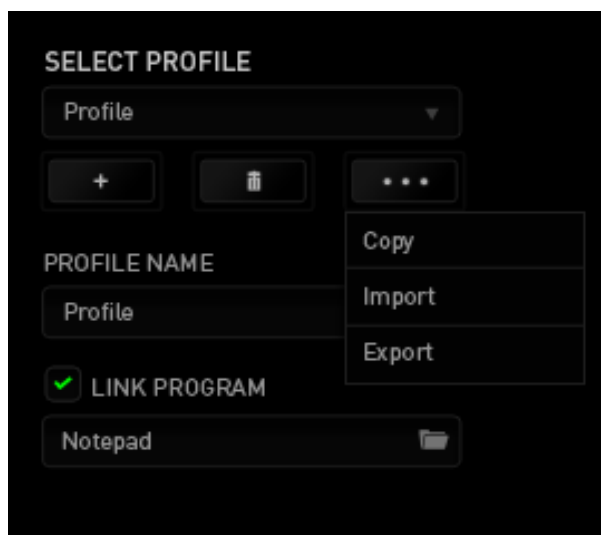 SELECT PROFILE
Profile
+
PROFILE NAME
Profile
Copy
Import
Export
LINK PROGRAM
Notepad